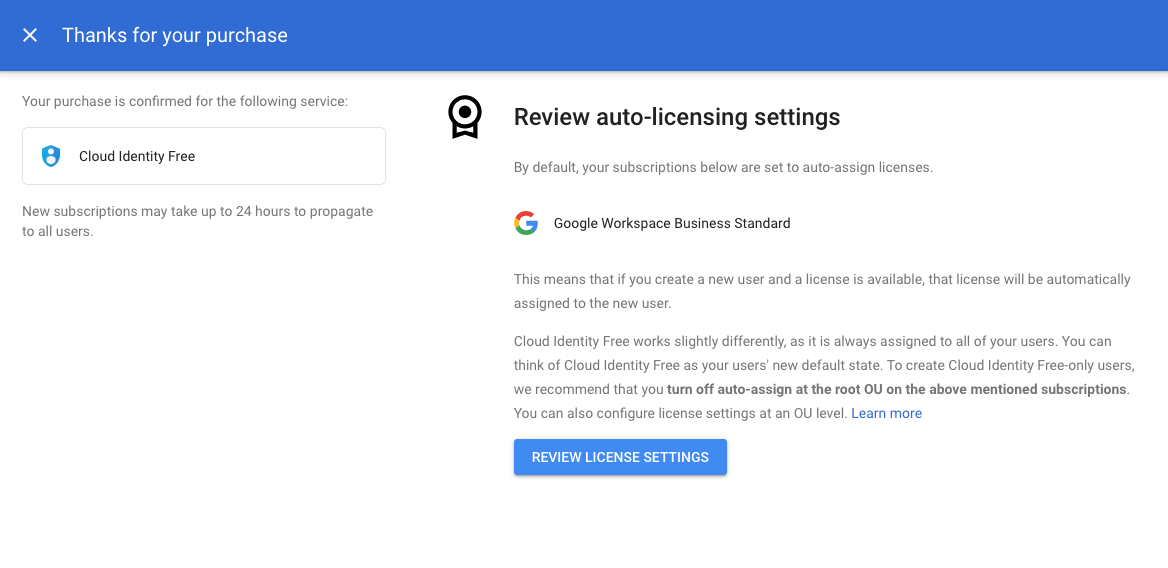 Thanks for your purchase
Your purchase is confirmed for the following service:
Cloud Identity Free
New subscriptions may take up to 24 hours to propagate
to all users.
Review auto-licensing settings
By default, your subscriptions below are set to auto-assign licenses.
Google Workspace Business Standard
This means that if you create a new user and a license is available, that license will be automatically
assigned to the new user.
Cloud Identity Free works slightly differently, as it is always assigned to all of your users. You can
think of Cloud Identity Free as your users' new default state. To create Cloud Identity Free-only users,
we recommend that you turn off auto-assign at the root OU on the above mentioned subscriptions.
You can also configure license settings at an OU level. Learn more
REVIEW LICENSE SETTINGS